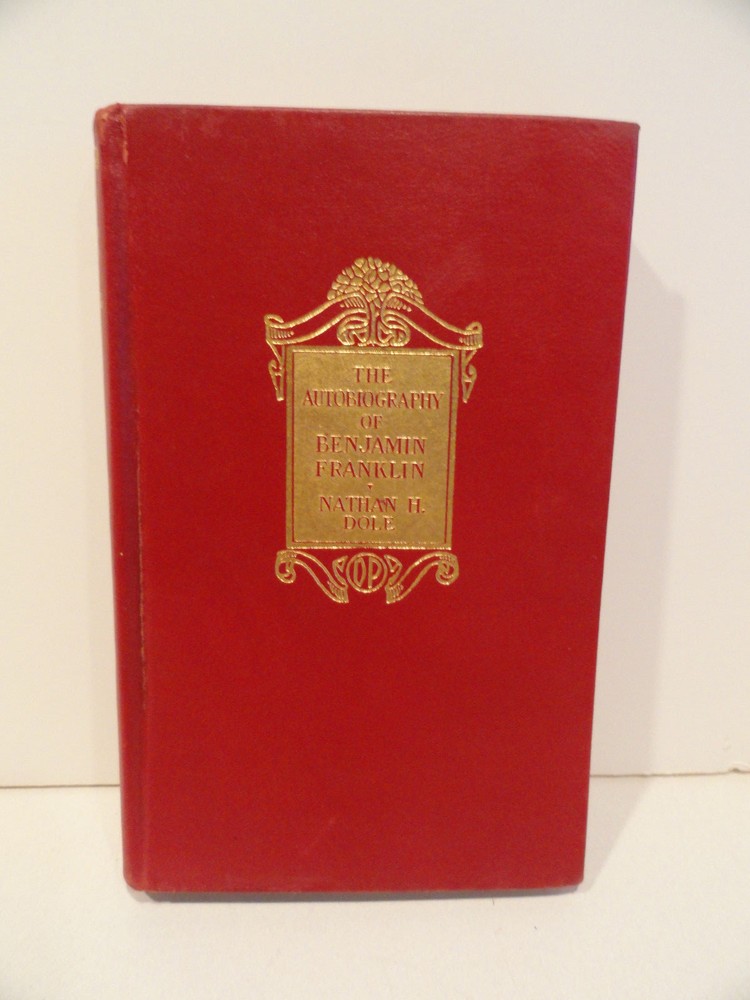 THE
AUTOBIOGRAPHY
OF
BENJAMIN
FRANKLIN
NATHAN H.
DOLE